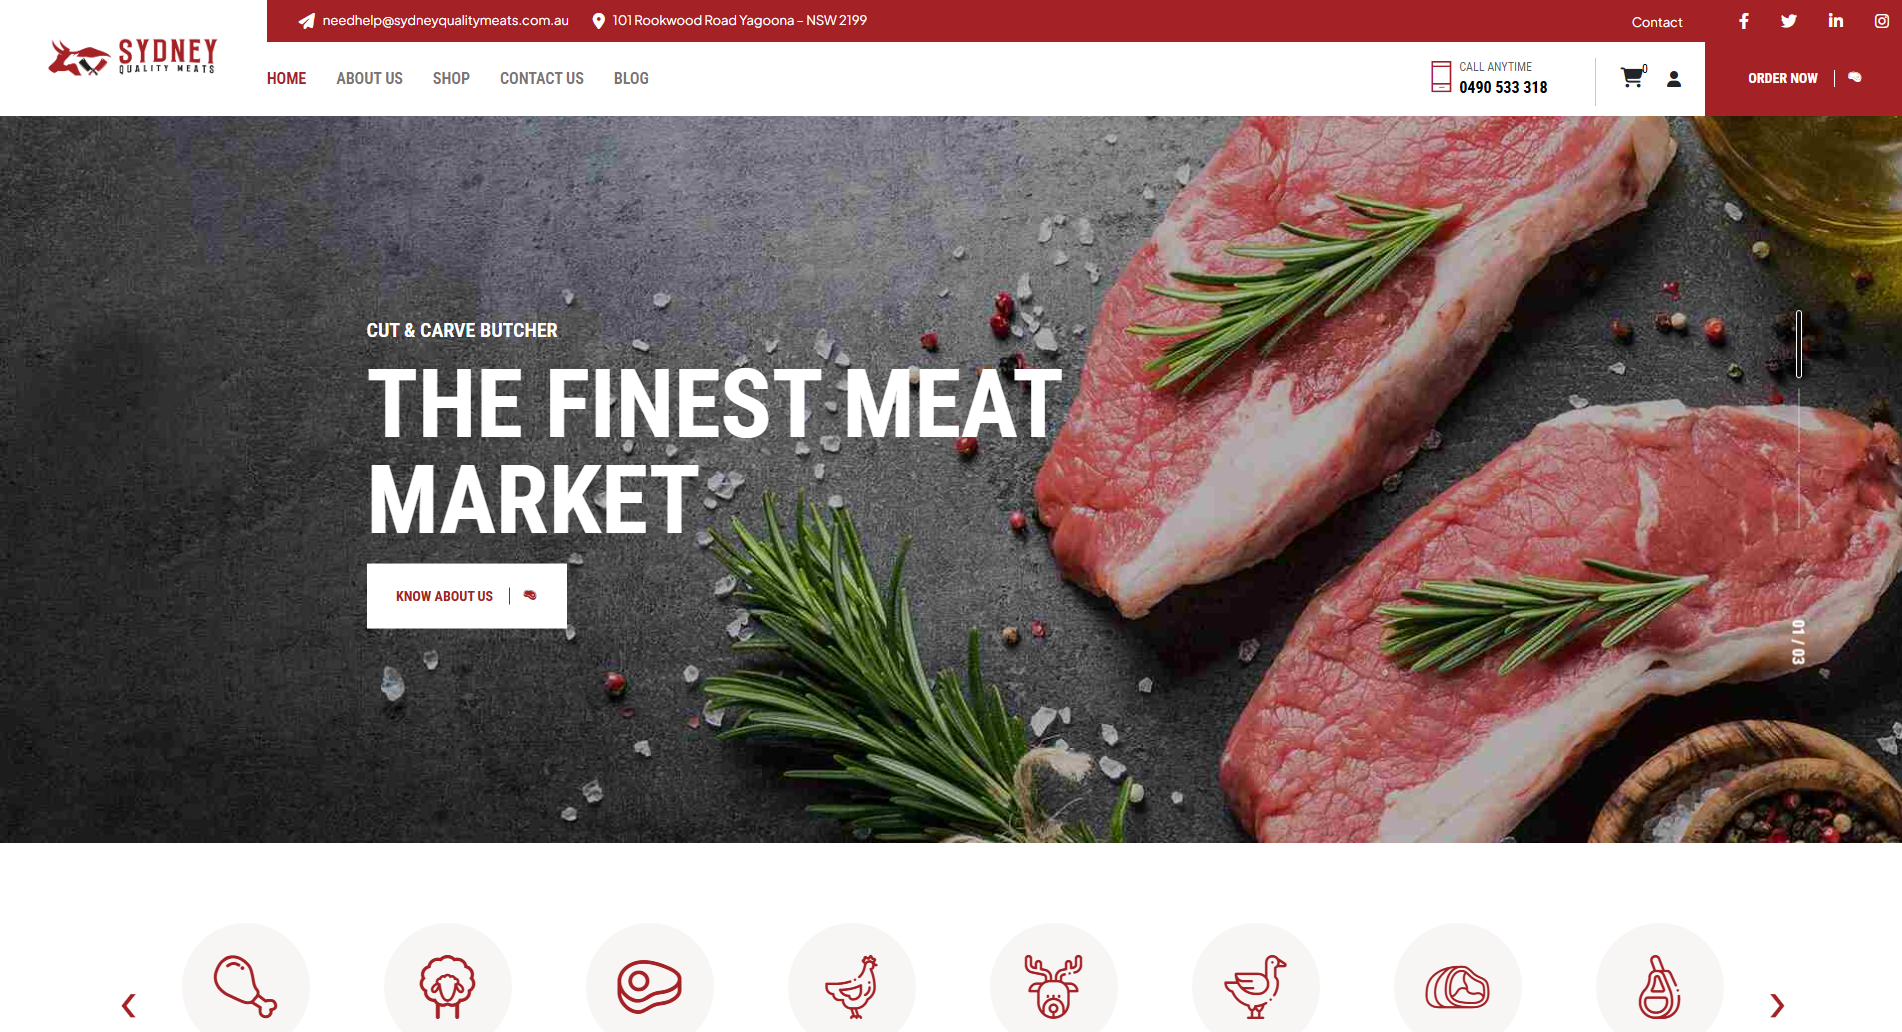 needhelp@sydneyqualitymeats.com.au
101 Rookwood Road Yagoona – NSW 2199
Contact
SYDNEY
QUALITY MEATS
HOME
ABOUT US
SHOP
CONTACT US
BLOG
CALL ANYTIME
0490 533 318
0
ORDER NOW
CUT & CARVE BUTCHER
THE FINEST MEAT
MARKET
KNOW ABOUT US
01 / 03